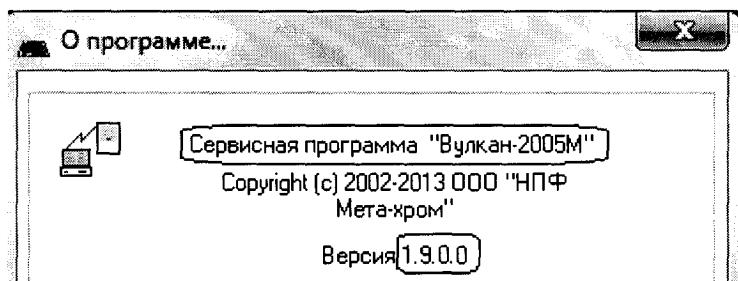 О программе...
Сервисная программа "Вулкан-2005М"
Copyright (c) 2002-2013 ООО "НПФ
Мета-хром"
Версия 1.9.0.0